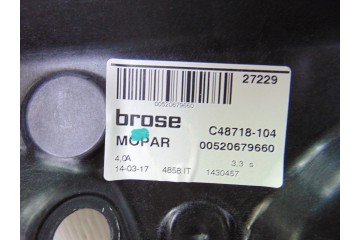 27229
00520679660
brose
C48718-104
MOPAR
00520679660
4,0A
3,3 s
14-03-17 4858 IT 1430457